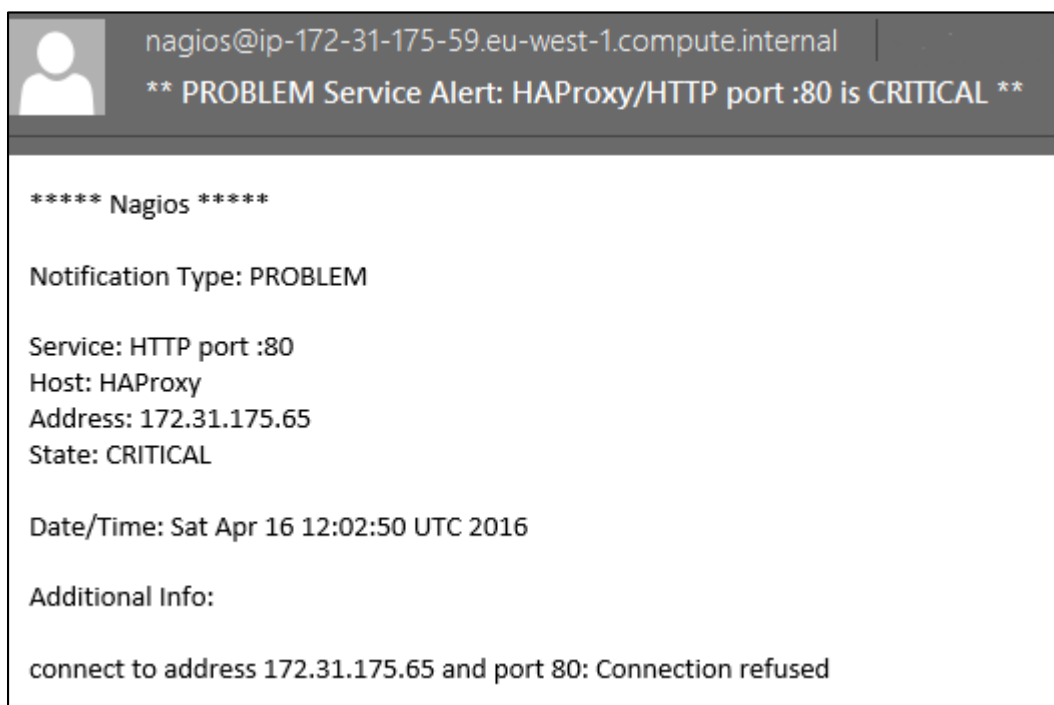 nagios@ip-172-31-175-59.eu-west-1.compute.internal
** PROBLEM Service Alert: HAProxy/HTTP port :80 is CRITICAL **
***** Nagios *****
Notification Type: PROBLEM
Service: HTTP port :80
Host: HAProxy
Address: 172.31.175.65
State: CRITICAL
Date/Time: Sat Apr 16 12:02:50 UTC 2016
Additional Info:
connect to address 172.31.175.65 and port 80: Connection refused